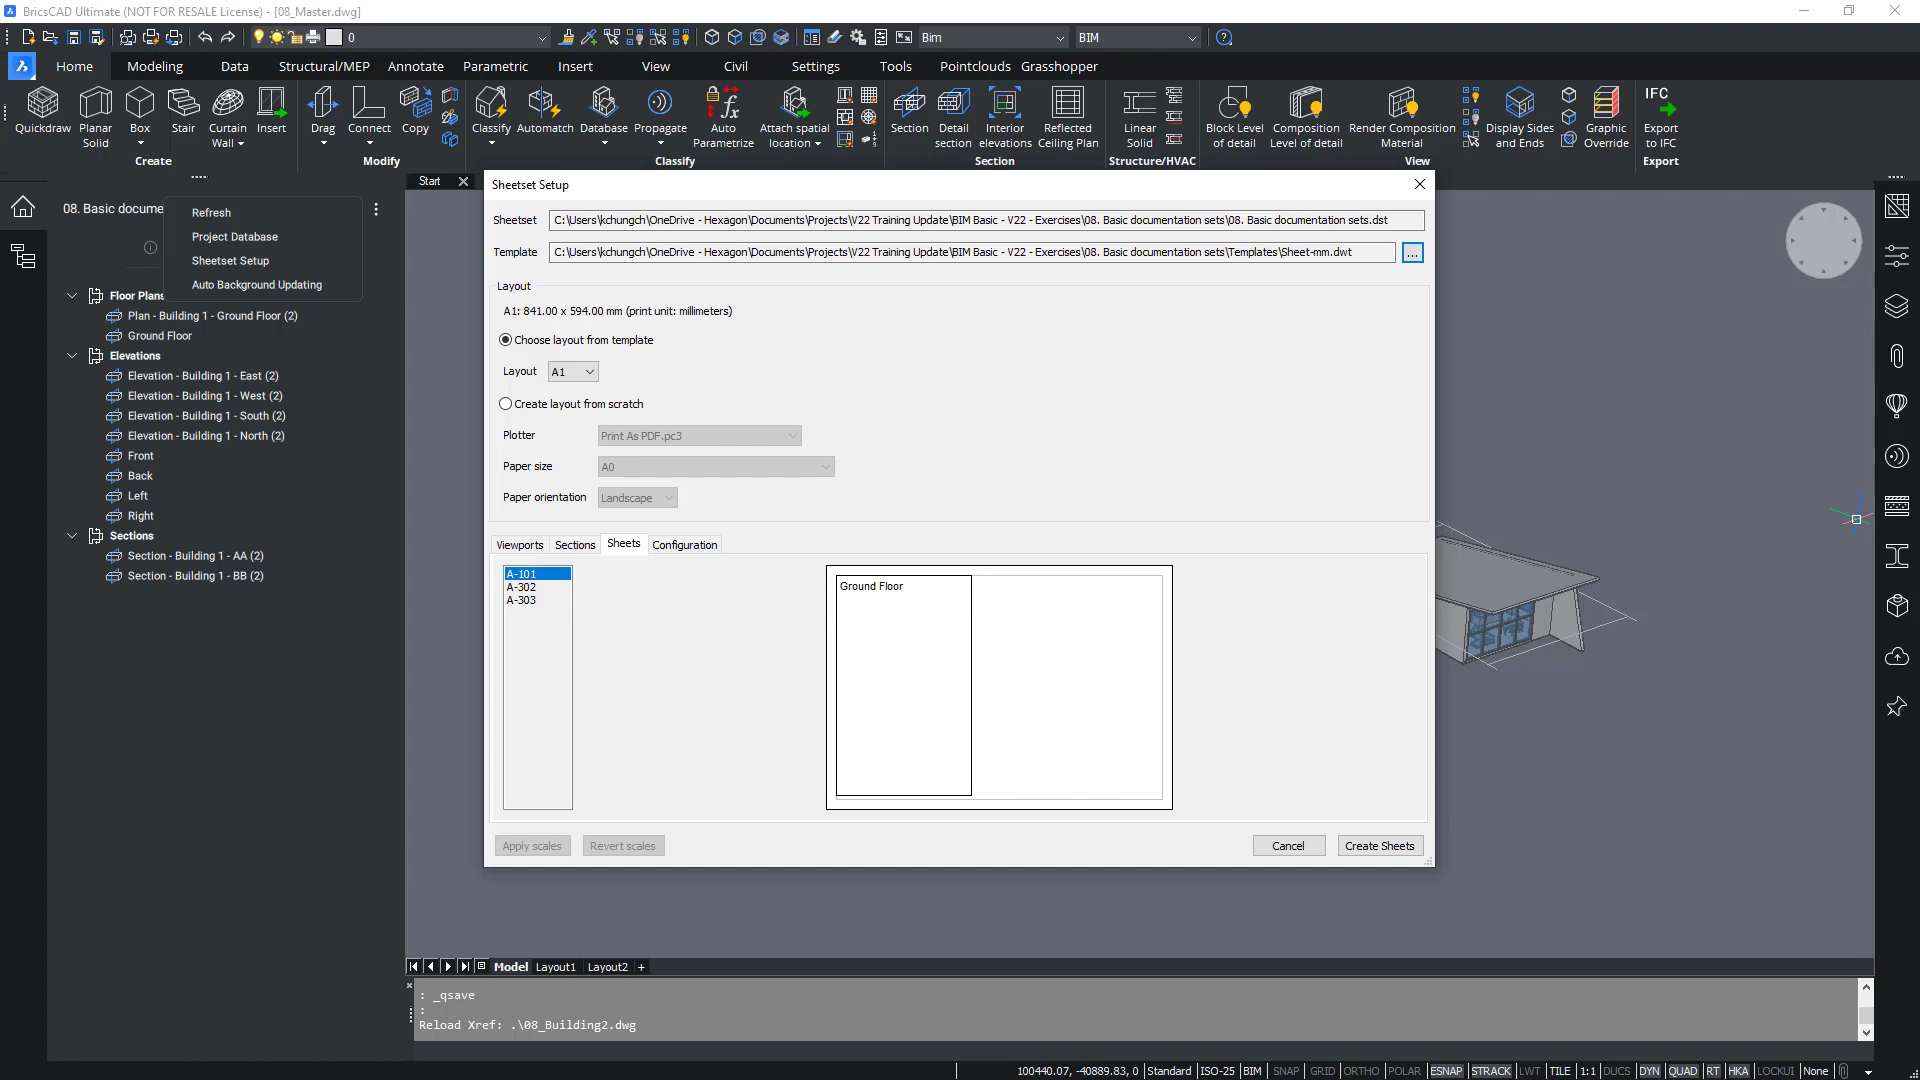 BricsCAD Ultimate (NOT FOR RESALE License) - [08_Master.dwg]
0
Bim
BIM
Home
Modeling
Data
Structural/MEP
Annotate
Parametric
Insert
View
Civil
Settings
Tools
Pointclouds
Grasshopper
Quickdraw
Planar
Solid
Box
Stair
Curtain
Wall
Insert
Create
Drag
Connect
Copy
Modify
Classify
Automatch
Database
Propagate
Auto
Parametrize
Attach spatial
location
Classify
Section
Detail
section
Interior
elevations
Reflected
Ceiling Plan
Section
Linear
Solid
Structure/HVAC
Block Level
of detail
Composition
Level of detail
Render Composition
Material
Display Sides
and Ends
Graphic
Override
View
IFC
Export
to IFC
Export
Start
08. Basic docume
Refresh
Project Database
Sheetset Setup
Auto Background Updating
Floor Plans
Plan - Building 1 - Ground Floor (2)
Ground Floor
Elevations
Elevation - Building 1 - East (2)
Elevation - Building 1 - West (2)
Elevation - Building 1 - South (2)
Elevation - Building 1 - North (2)
Front
Back
Left
Right
Sections
Section - Building 1 - AA (2)
Section - Building 1 - BB (2)
Sheetset Setup
Sheetset C:\Users\kchungch\OneDrive - Hexagon\Documents\Projects\V22 Training Update\BIM Basic - V22 - Exercises\08. Basic documentation sets\08. Basic documentation sets.dst
Template C:\Users\kchungch\OneDrive - Hexagon\Documents\Projects\V22 Training Update\BIM Basic - V22 - Exercises\08. Basic documentation sets\Templates\Sheet-mm.dwt ...
Layout
A1: 841.00 x 594.00 mm (print unit: millimeters)
Choose layout from template
Layout A1
Create layout from scratch
Plotter Print As PDF.pc3
Paper size A0
Paper orientation Landscape
Viewports Sections Sheets Configuration
A-101
A-302
A-303
Ground Floor
Apply scales Revert scales Cancel Create Sheets
Model Layout1 Layout2 +
: _qsave
:
Reload Xref: .\08_Building2.dwg
100440.07, -40889.83, 0 Standard ISO-25 BIM SNAP GRID ORTHO POLAR ESNAP STRACK LWT TILE 1:1 DUCS DYN QUAD RT HKA LOCKUI None